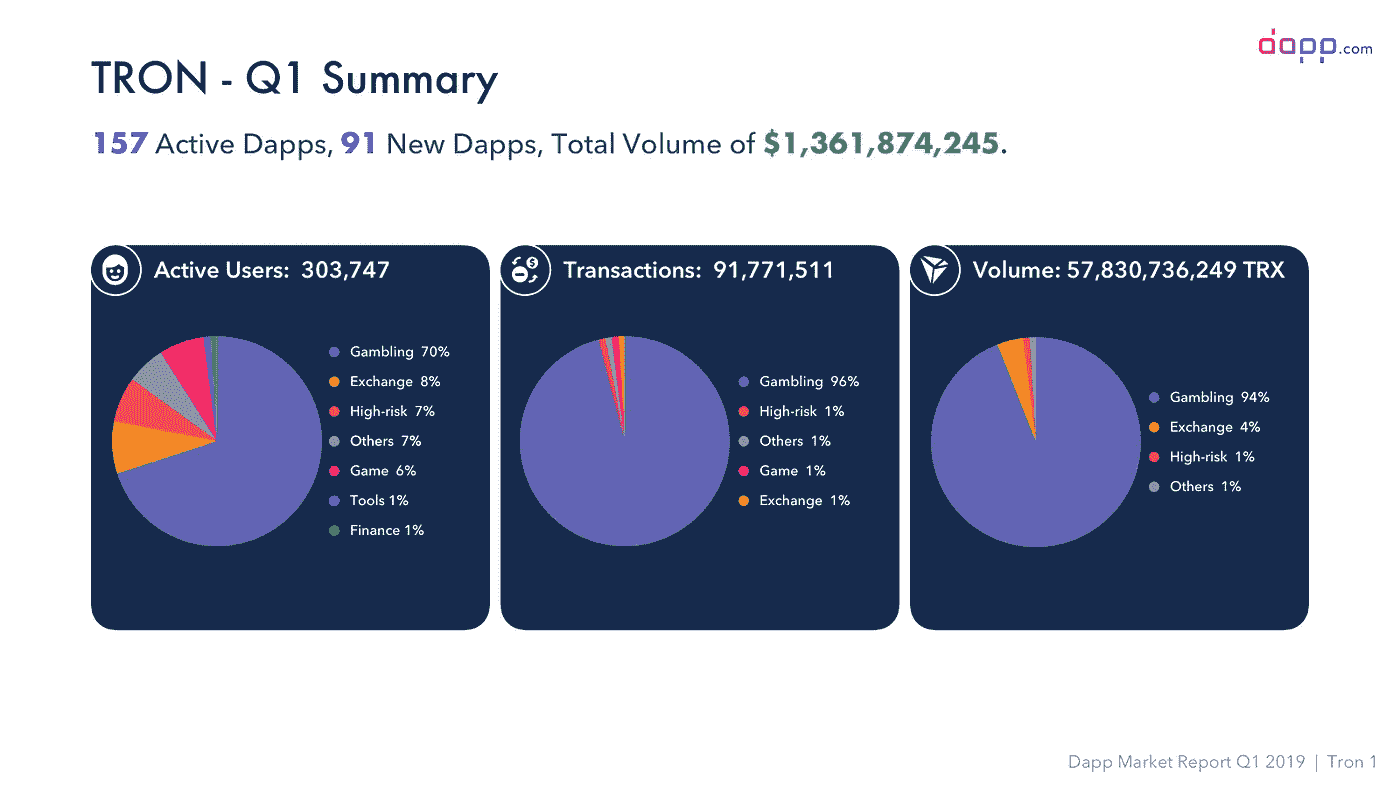 dapp.com
TRON - Q1 Summary
157 Active Dapps, 91 New Dapps, Total Volume of $1,361,874,245.
Active Users: 303,747
Gambling 70%
Exchange 8%
High-risk 7%
Others 7%
Game 6%
Tools 1%
Finance 1%
Transactions: 91,771,511
$
Gambling 96%
High-risk 1%
Others 1%
Game 1%
Exchange 1%
Volume: 57,830,736,249 TRX
Gambling 94%
Exchange 4%
High-risk 1%
Others 1%
Dapp Market Report Q1 2019 | Tron 1